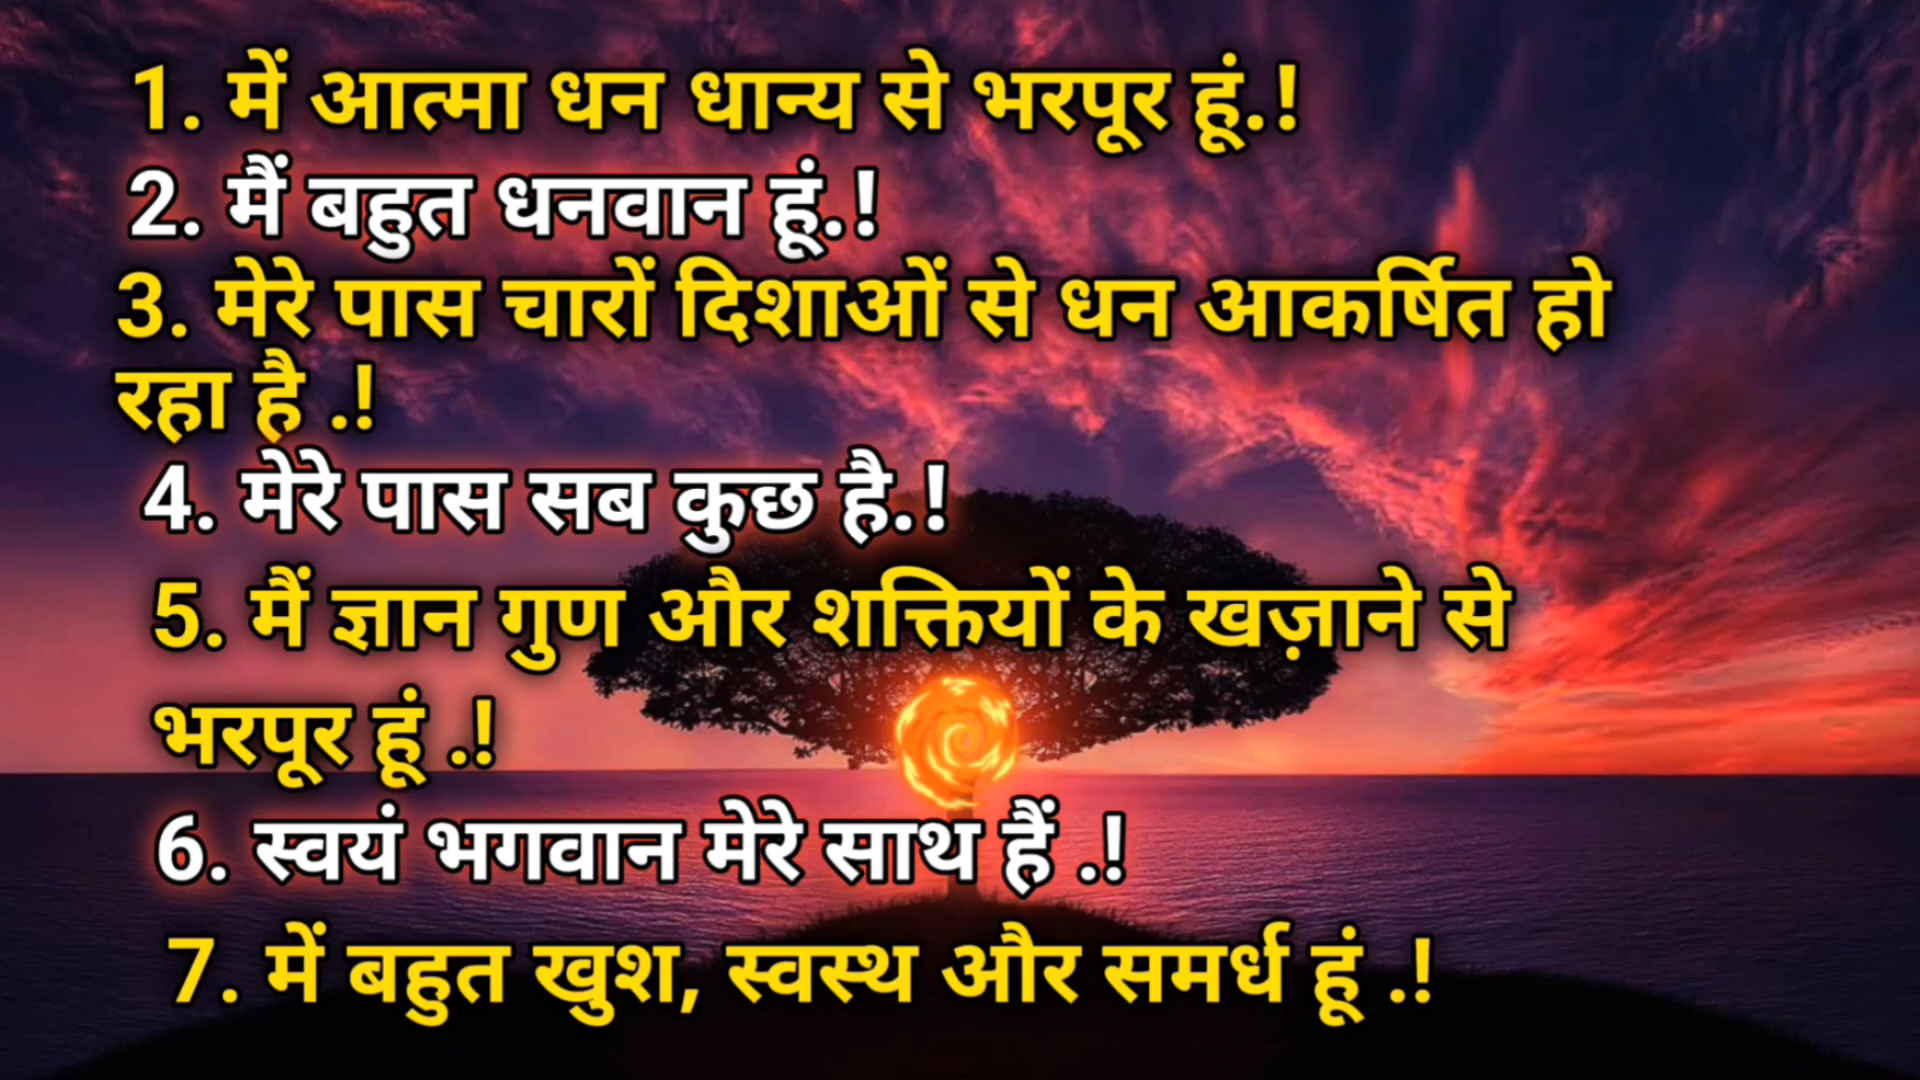 1. में आत्मा धन धान्य से भरपूर हूं.!
2. मैं बहुत धनवान हूं.!
3. मेरे पास चारों दिशाओं से धन आकर्षित हो
रहा है .!
4. मेरे पास सब कुछ है.!
5. मैं ज्ञान गुण और शक्तियों के खज़ाने से
भरपूर हूं .!
6. स्वयं भगवान मेरे साथ हैं .!
7. में बहुत खुश, स्वस्थ और समर्ध हूं .!